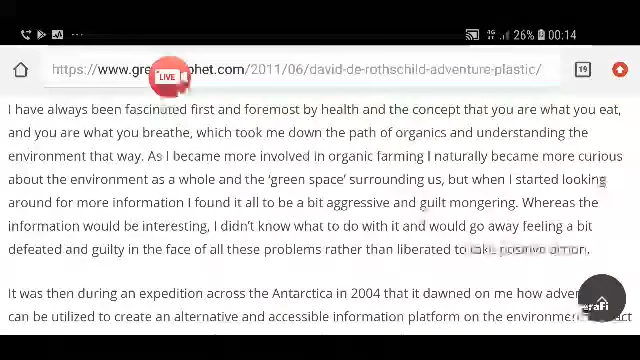 26% 00:14
https://www.gree phet.com/2011/06/david-de-rothschild-adventure-plastic/ 19
LIVE
I have always been fascinated first and foremost by health and the concept that you are what you eat,
and you are what you breathe, which took me down the path of organics and understanding the
environment that way. As I became more involved in organic farming I naturally became more curious
about the environment as a whole and the ‘green space’ surrounding us, but when I started looking
around for more information I found it all to be a bit aggressive and guilt mongering. Whereas the
information would be interesting, I didn’t know what to do with it and would go away feeling a bit
defeated and guilty in the face of all these problems rather than liberated to take positive action.
It was then during an expedition across the Antarctica in 2004 that it dawned on me how
can be utilized to create an alternative and accessible information platform on the